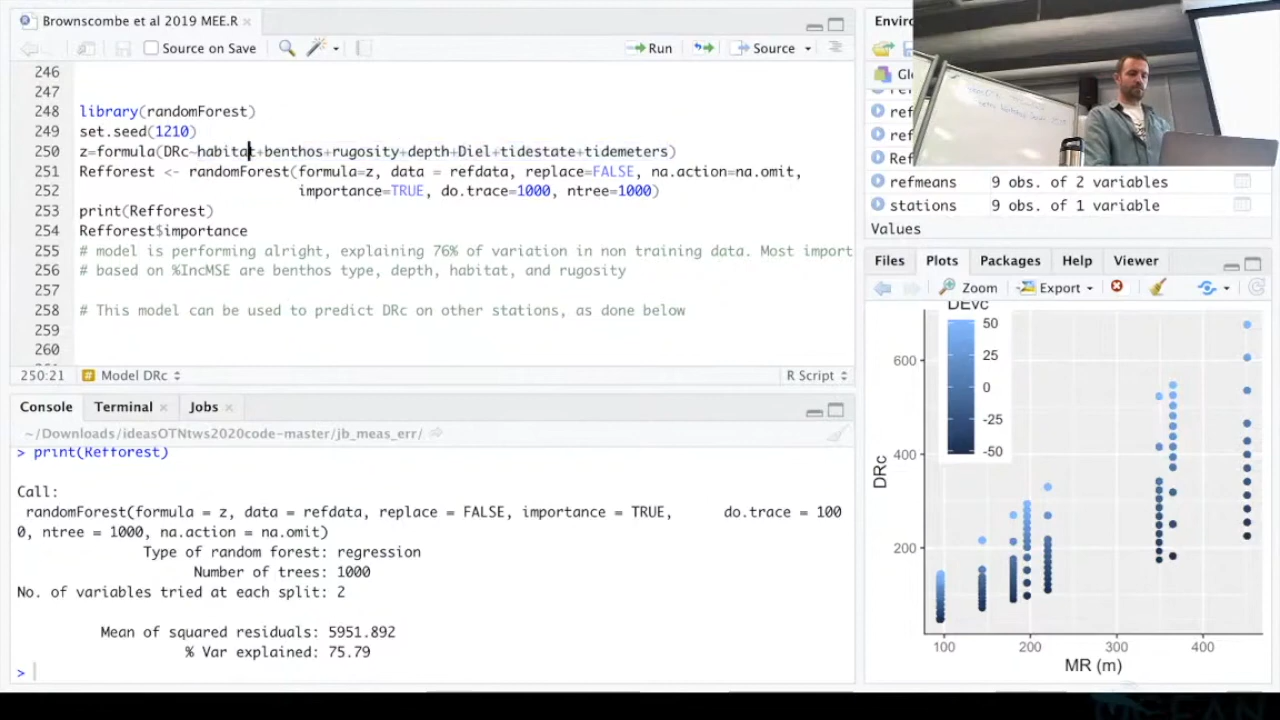 Brownscombe et al 2019 MEE.R
Source on Save
Run
Source
246
247
248 library(randomForest)
249 set.seed(1210)
250 z=formula(DRc~habitat+benthos+rugosity+depth+Diel+tidestate+tidemeters)
251 Refforest <- randomForest(formula=z, data = refdata, replace=FALSE, na.action=na.omit,
252 importance=TRUE, do.trace=1000, ntree=1000)
253 print(Refforest)
254 Refforest$importance
255 # model is performing alright, explaining 76% of variation in non training data. Most import
256 # based on %IncMSE are benthos type, depth, habitat, and rugosity
257
258 # This model can be used to predict DRc on other stations, as done below
259
260
250:21 Model DRc R Script
Console Terminal Jobs
~/Downloads/ideasOTNtws2020code-master/jb_meas_err/
> print(Refforest)
Call:
randomForest(formula = z, data = refdata, replace = FALSE, importance = TRUE, do.trace = 100
0, ntree = 1000, na.action = na.omit)
Type of random forest: regression
Number of trees: 1000
No. of variables tried at each split: 2
Mean of squared residuals: 5951.892
% Var explained: 75.79
>
Enviro
Glo
refmeans 9 obs. of 2 variables
stations 9 obs. of 1 variable
Values
Files Plots Packages Help Viewer
Zoom Export
DEvc
50
25
0
-25
-50
600
400
200
DRc
100 200 300 400
MR (m)